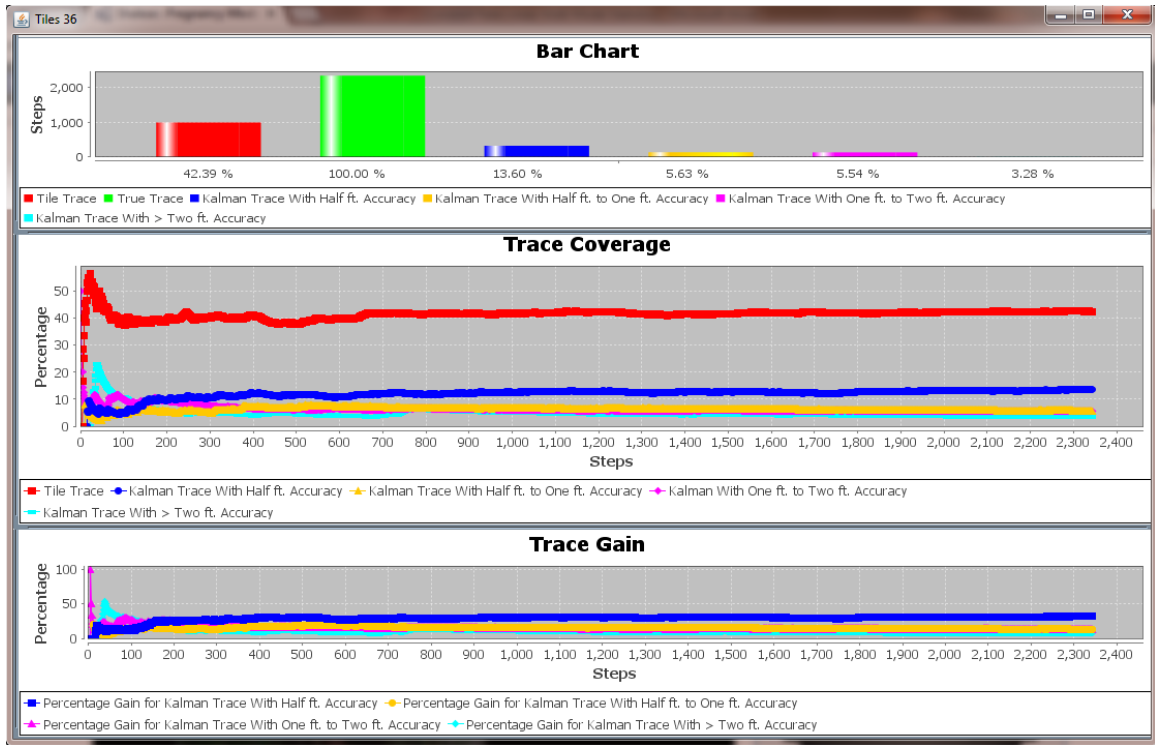 Tiles 36
Bar Chart
Steps
2,000
1,000
0
42.39 % 100.00 % 13.60 % 5.63 % 5.54 % 3.28 %
Tile Trace True Trace Kalman Trace With Half ft. Accuracy Kalman Trace With Half ft. to One ft. Accuracy Kalman Trace With One ft. to Two ft. Accuracy
Kalman Trace With > Two ft. Accuracy
Trace Coverage
Percentage
50
40
30
20
10
0
0 100 200 300 400 500 600 700 800 900 1,000 1,100 1,200 1,300 1,400 1,500 1,600 1,700 1,800 1,900 2,000 2,100 2,200 2,300 2,400
Steps
Tile Trace Kalman Trace With Half ft. Accuracy Kalman Trace With Half ft. to One ft. Accuracy Kalman With One ft. to Two ft. Accuracy
Kalman Trace With > Two ft. Accuracy
Trace Gain
Percentage
100
50
0
0 100 200 300 400 500 600 700 800 900 1,000 1,100 1,200 1,300 1,400 1,500 1,600 1,700 1,800 1,900 2,000 2,100 2,200 2,300 2,400
Steps
Percentage Gain for Kalman Trace With Half ft. Accuracy Percentage Gain for Kalman Trace With Half ft. to One ft. Accuracy
Percentage Gain for Kalman Trace With One ft. to Two ft. Accuracy Percentage Gain for Kalman Trace With > Two ft. Accuracy